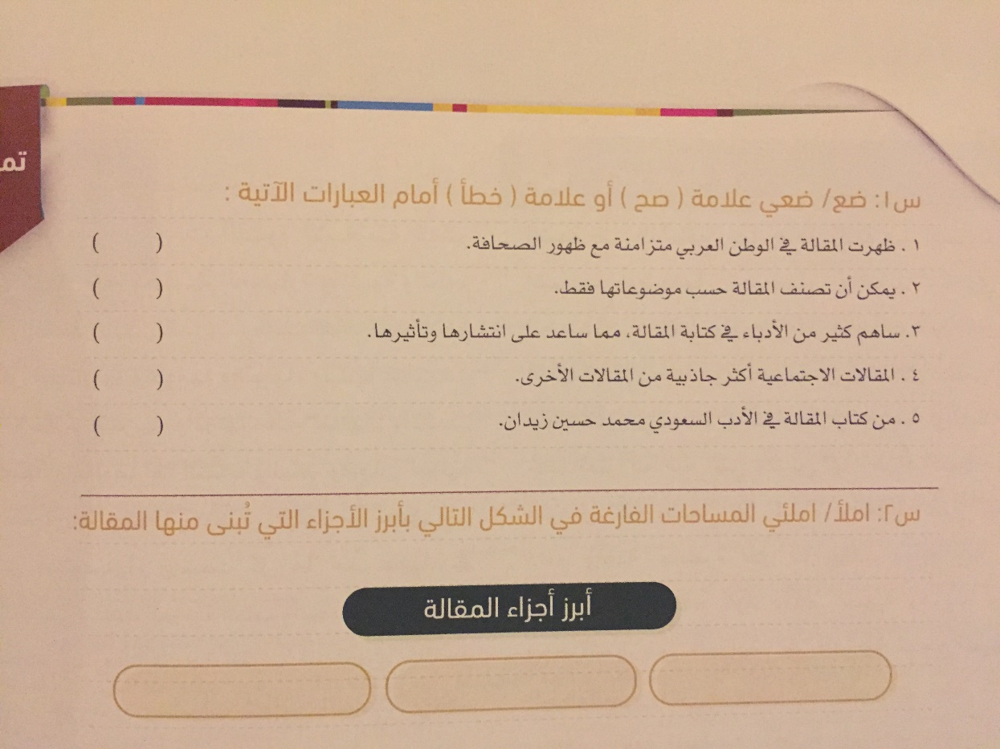 تم
س١: ضع/ ضعي علامة ( صح ) أو علامة ( خطأ ) أمام العبارات الآتية :
١ . ظهرت المقالة في الوطن العربي متزامنة مع ظهور الصحافة. ( )
٢ . يمكن أن تصنف المقالة حسب موضوعاتها فقط. ( )
٣. ساهم كثير من الأدباء في كتابة المقالة، مما ساعد على انتشارها وتأثيرها. ( )
٤ . المقالات الاجتماعية أكثر جاذبية من المقالات الأخرى. ( )
٥ . من كتاب المقالة في الأدب السعودي محمد حسين زيدان. ( )
س٢: املأ/ املئي المساحات الفارغة في الشكل التالي بأبرز الأجزاء التي تُبنى منها المقالة:
أبرز أجزاء المقالة